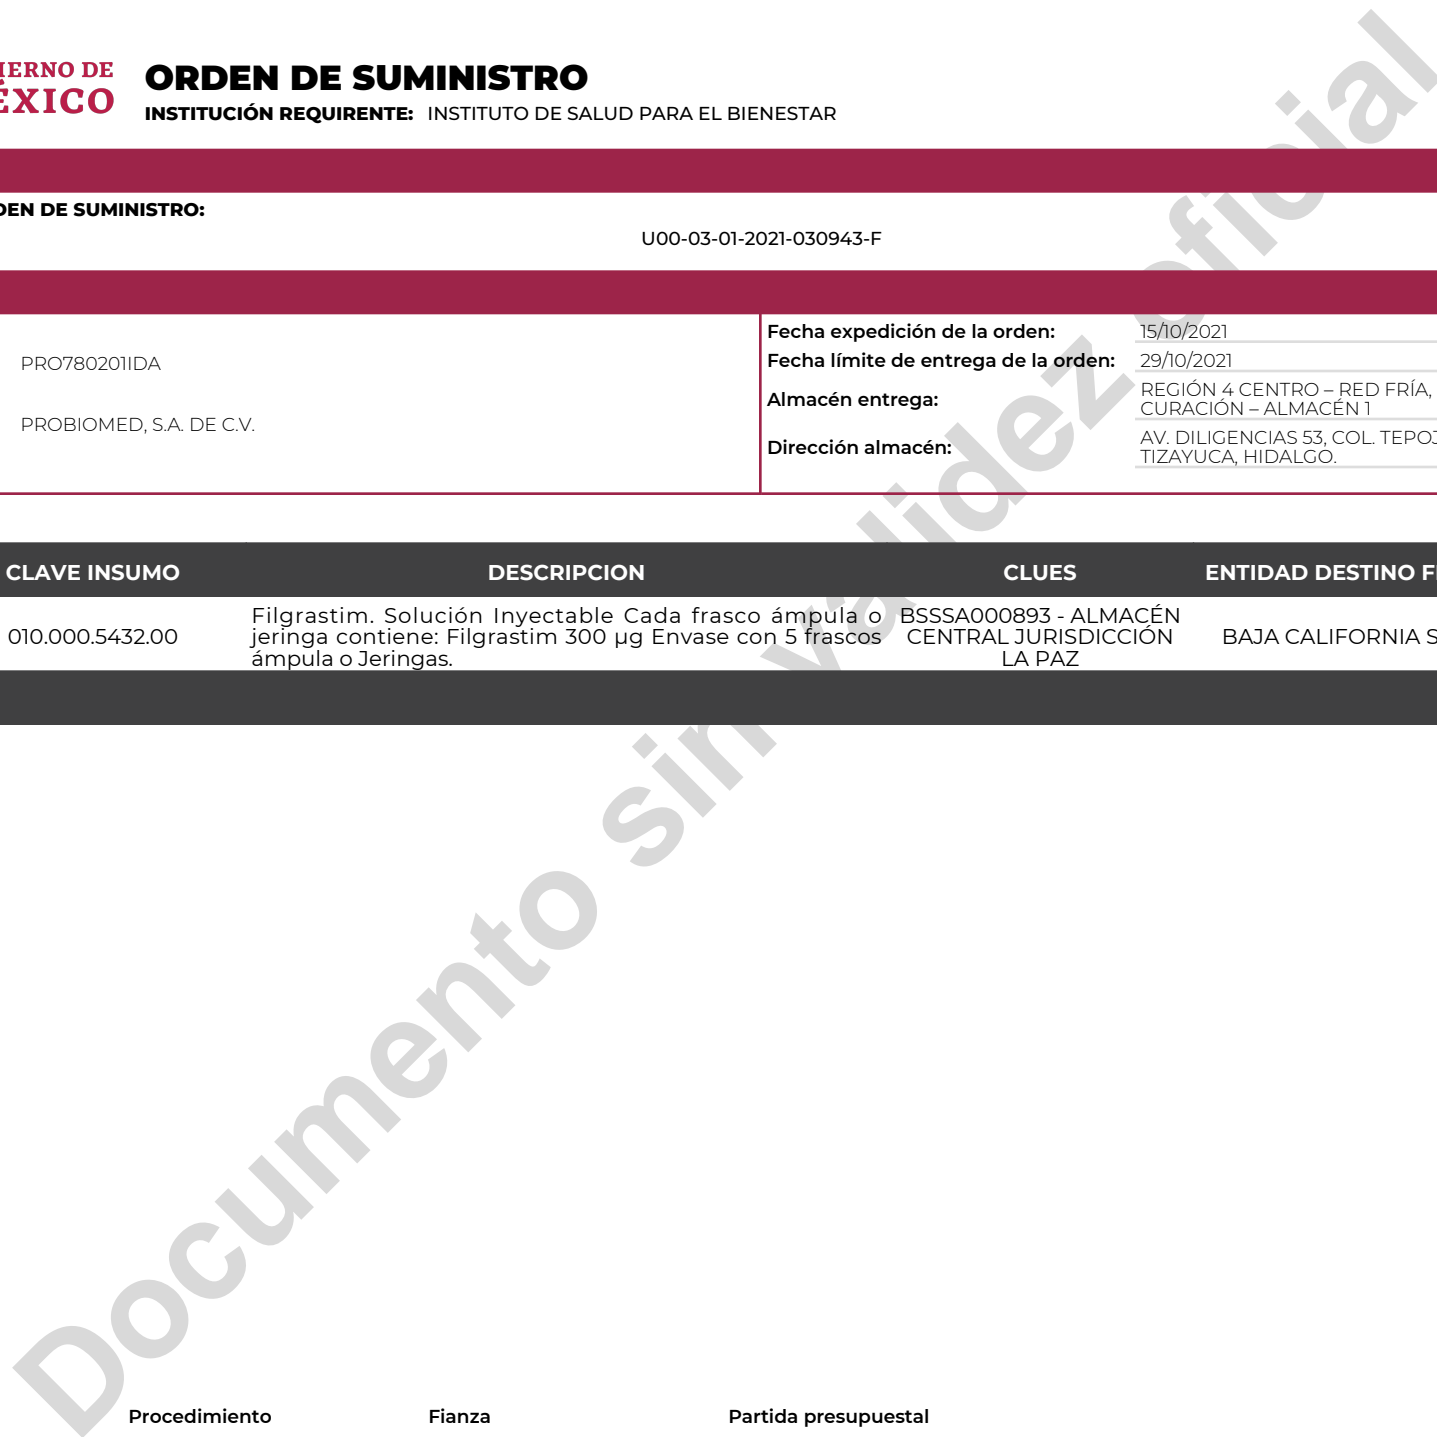 IERNO DE
ÉXICO
ORDEN DE SUMINISTRO
INSTITUCIÓN REQUIRENTE: INSTITUTO DE SALUD PARA EL BIENESTAR
DEN DE SUMINISTRO:
U00-03-01-2021-030943-F
PRO780201IDA
PROBIOMED, S.A. DE C.V.
Fecha expedición de la orden: 15/10/2021
Fecha límite de entrega de la orden: 29/10/2021
Almacén entrega: REGIÓN 4 CENTRO – RED FRÍA,
CURACIÓN – ALMACÉN 1
Dirección almacén: AV. DILIGENCIAS 53, COL. TEPOJ
TIZAYUCA, HIDALGO.
CLAVE INSUMO DESCRIPCION CLUES ENTIDAD DESTINO FI
010.000.5432.00
Filgrastim. Solución Inyectable Cada frasco ámpula o
jeringa contiene: Filgrastim 300 µg Envase con 5 frascos
ámpula o Jeringas.
BSSSA000893 - ALMACÉN
CENTRAL JURISDICCIÓN
LA PAZ
BAJA CALIFORNIA S
Documento sin validez oficial
Procedimiento Fianza Partida presupuestal